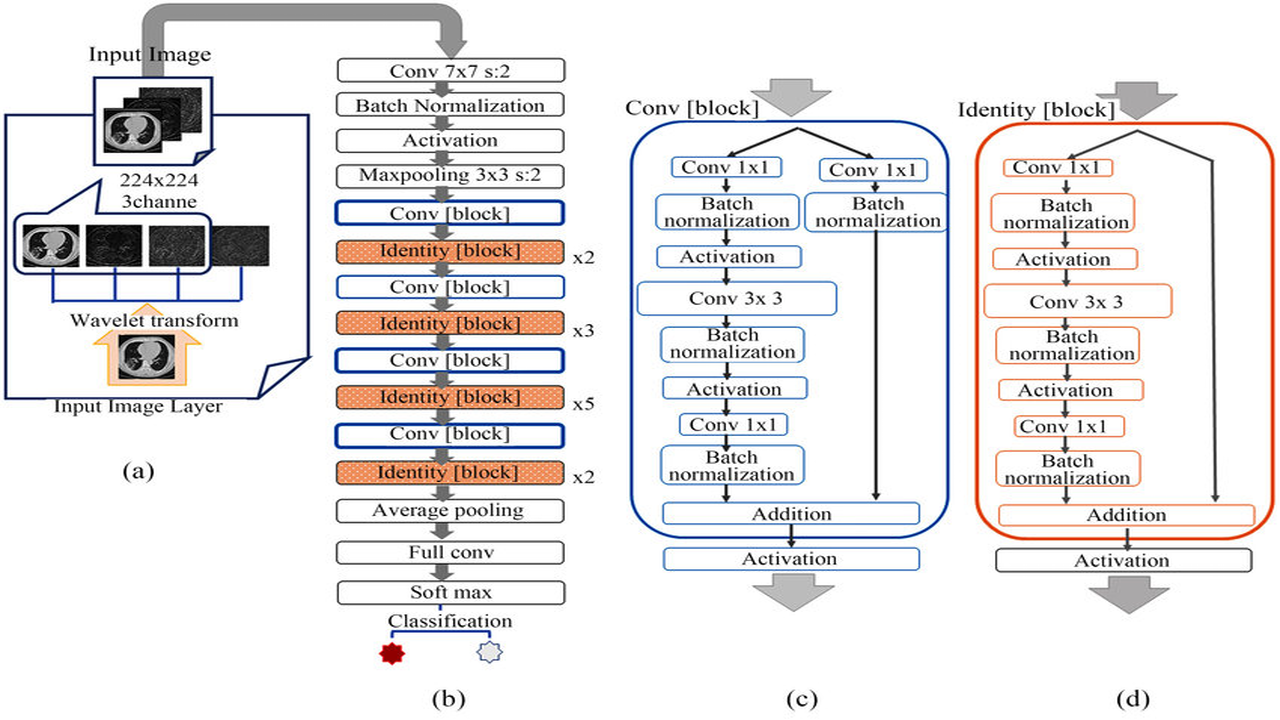 Input Image
224x224
3channe
Wavelet transform
Input Image Layer
(a)
Conv 7x7 s:2
Batch Normalization
Activation
Maxpooling 3x3 s:2
Conv [block]
Identity [block] x2
Conv [block]
Identity [block] x3
Conv [block]
Identity [block] x5
Conv [block]
Identity [block] x2
Average pooling
Full conv
Soft max
Classification
(b)
Conv [block]
Conv 1x1
Batch
normalization
Activation
Conv 3x 3
Batch
normalization
Activation
Conv 1x1
Batch
normalization
Conv 1x1
Batch
normalization
Addition
Activation
(c)
Identity [block]
Conv 1x1
Batch
normalization
Activation
Conv 3x 3
Batch
normalization
Activation
Conv 1x1
Batch
normalization
Addition
Activation
(d)